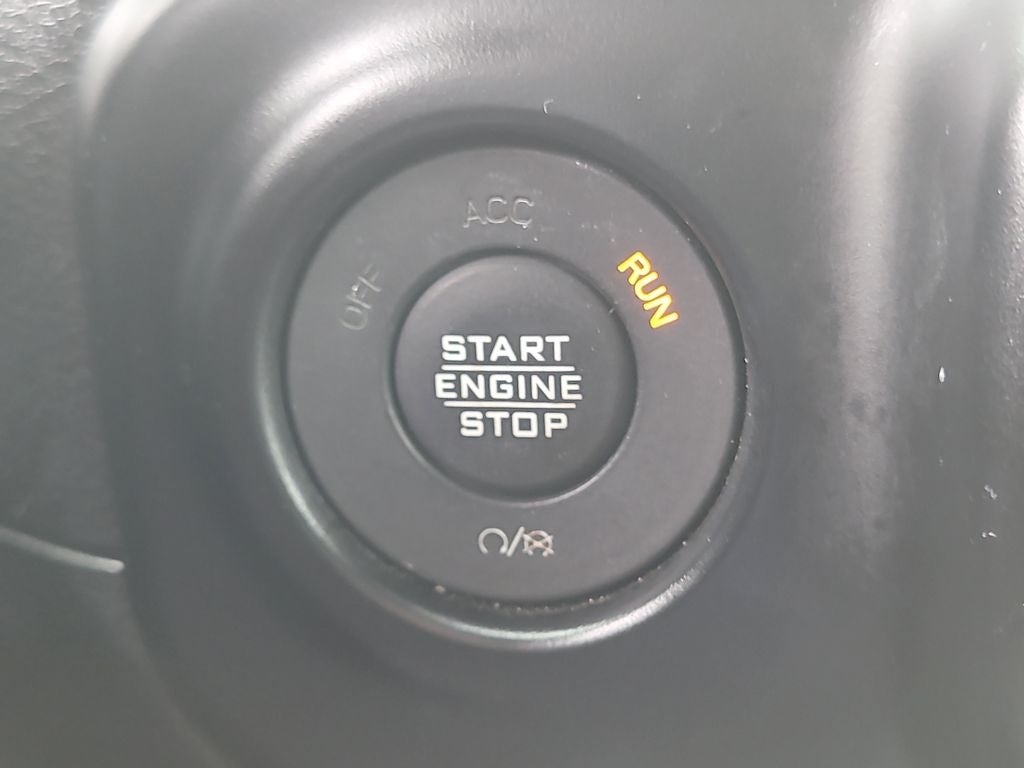 ACC
OFF
RUN
START
ENGINE
STOP